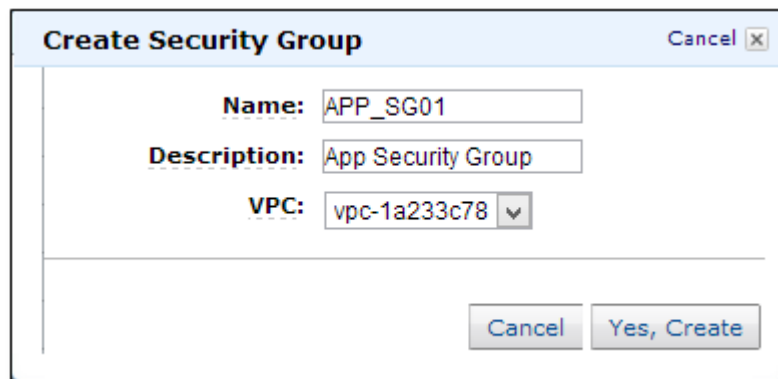 Create Security Group Cancel
Name: APP_SG01
Description: App Security Group
VPC: vpc-1a233c78
Cancel Yes, Create